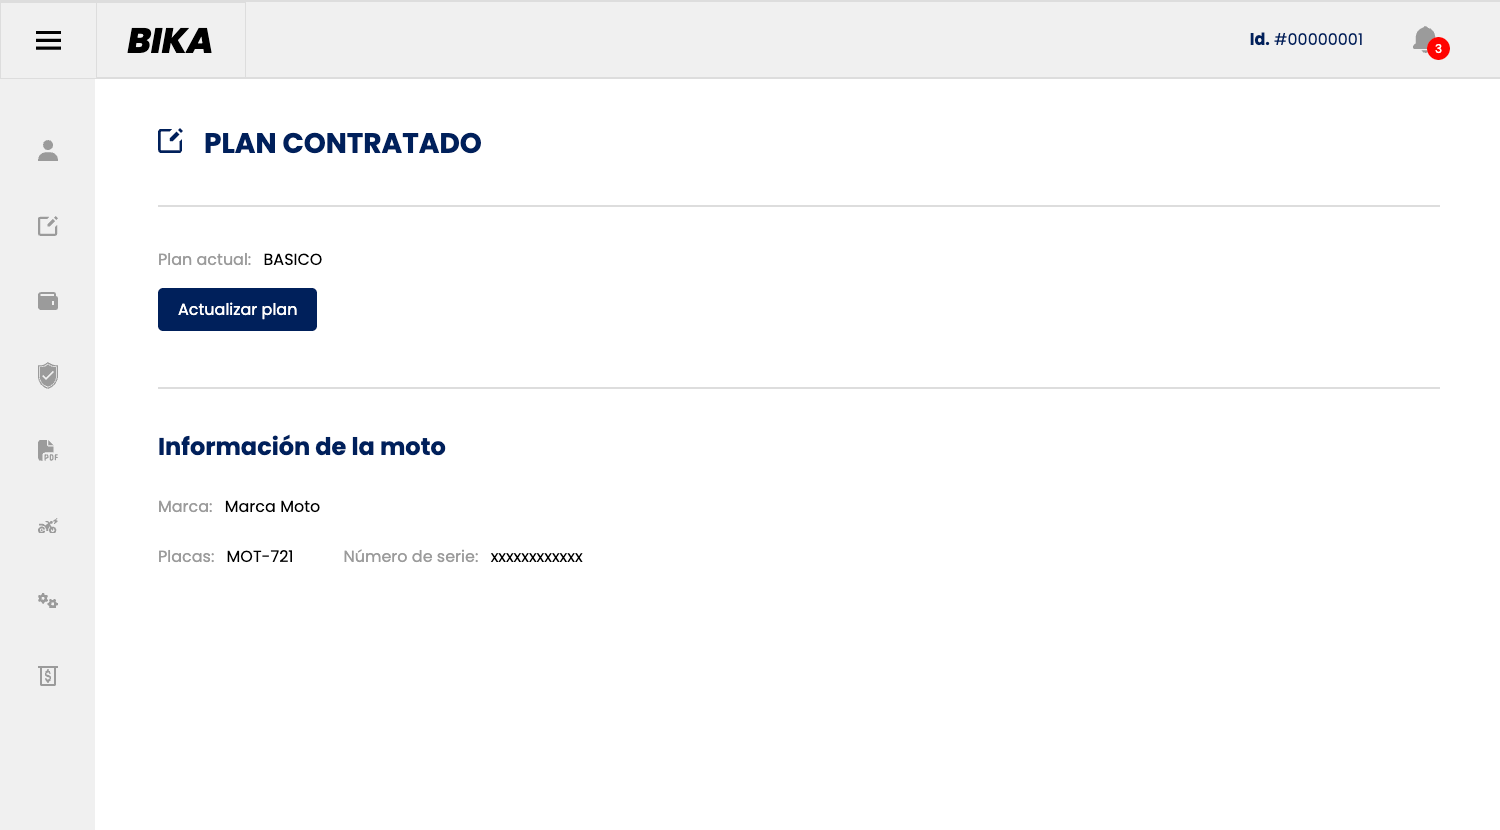 BIKA
Id. #00000001
3
PLAN CONTRATADO
Plan actual: BASICO
Actualizar plan
Información de la moto
Marca: Marca Moto
Placas: MOT-721 Número de serie: xxxxxxxxxxxx
PDF
$